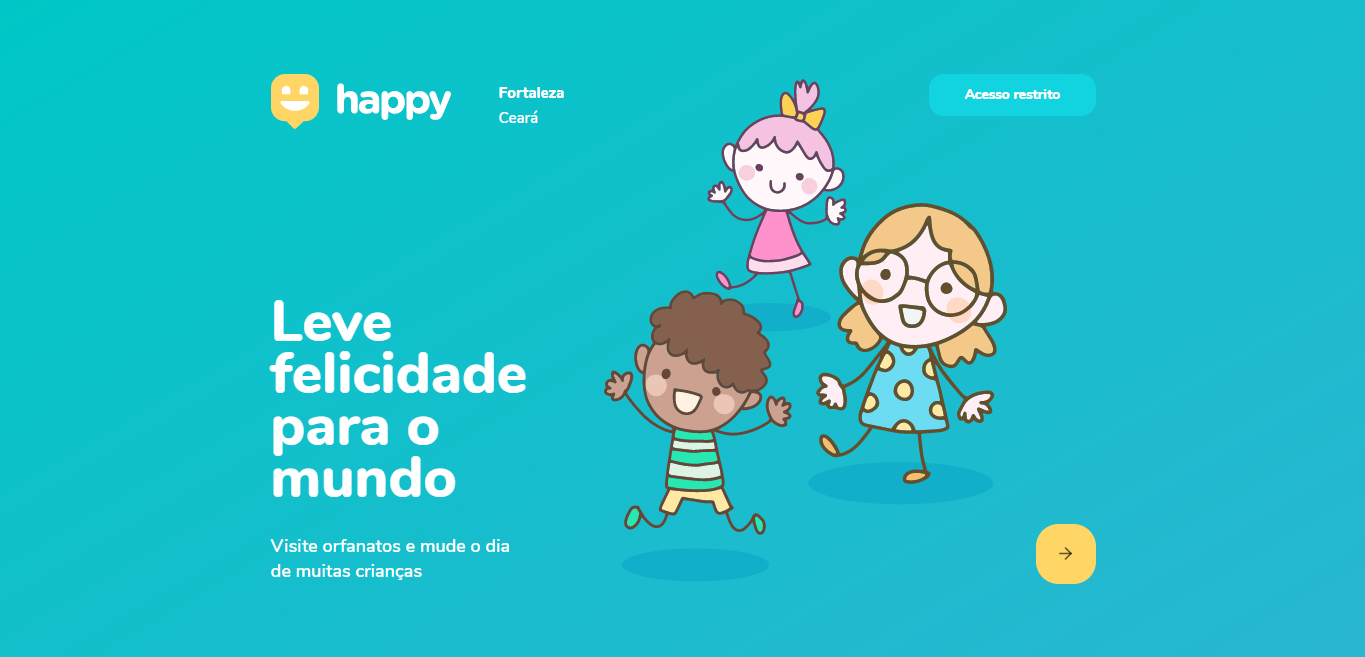 happy
Fortaleza
Ceará
Acesso restrito
Leve
felicidade
para o
mundo
Visite orfanatos e mude o dia
de muitas crianças